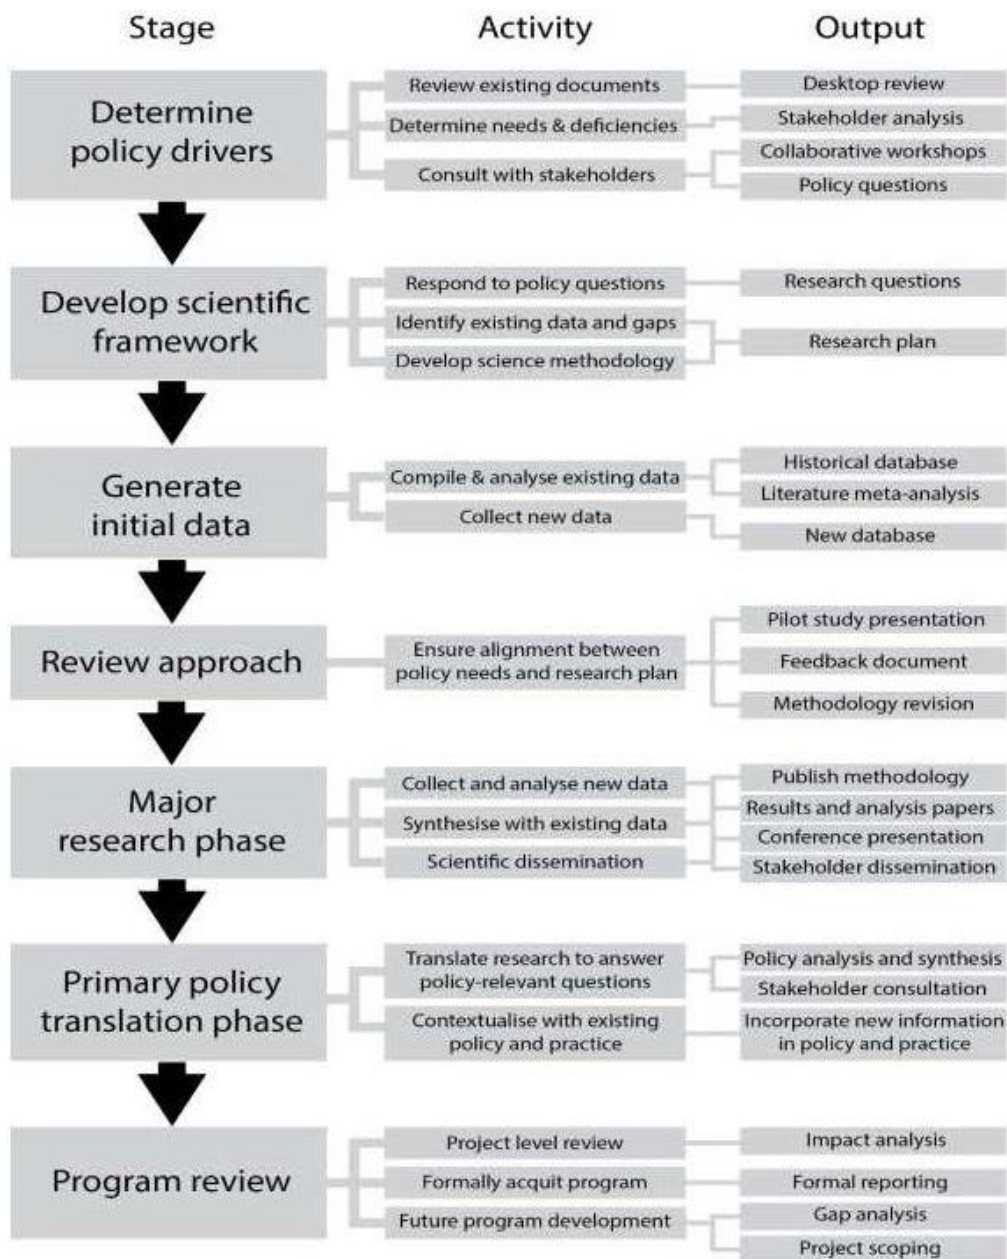 Stage
Activity
Output
Determine
policy drivers
Review existing documents
Determine needs & deficiencies
Consult with stakeholders
Desktop review
Stakeholder analysis
Collaborative workshops
Policy questions
Develop scientific
framework
Respond to policy questions
Identify existing data and gaps
Develop science methodology
Research questions
Research plan
Generate
initial data
Compile & analyse existing data
Collect new data
Historical database
Literature meta-analysis
New database
Review approach
Ensure alignment between
policy needs and research plan
Pilot study presentation
Feedback document
Methodology revision
Major
research phase
Collect and analyse new data
Synthesise with existing data
Scientific dissemination
Publish methodology
Results and analysis papers
Conference presentation
Stakeholder dissemination
Primary policy
translation phase
Translate research to answer
policy-relevant questions
Contextualise with existing
policy and practice
Policy analysis and synthesis
Stakeholder consultation
Incorporate new information
in policy and practice
Program review
Project level review
Formally acquit program
Future program development
Impact analysis
Formal reporting
Gap analysis
Project scoping